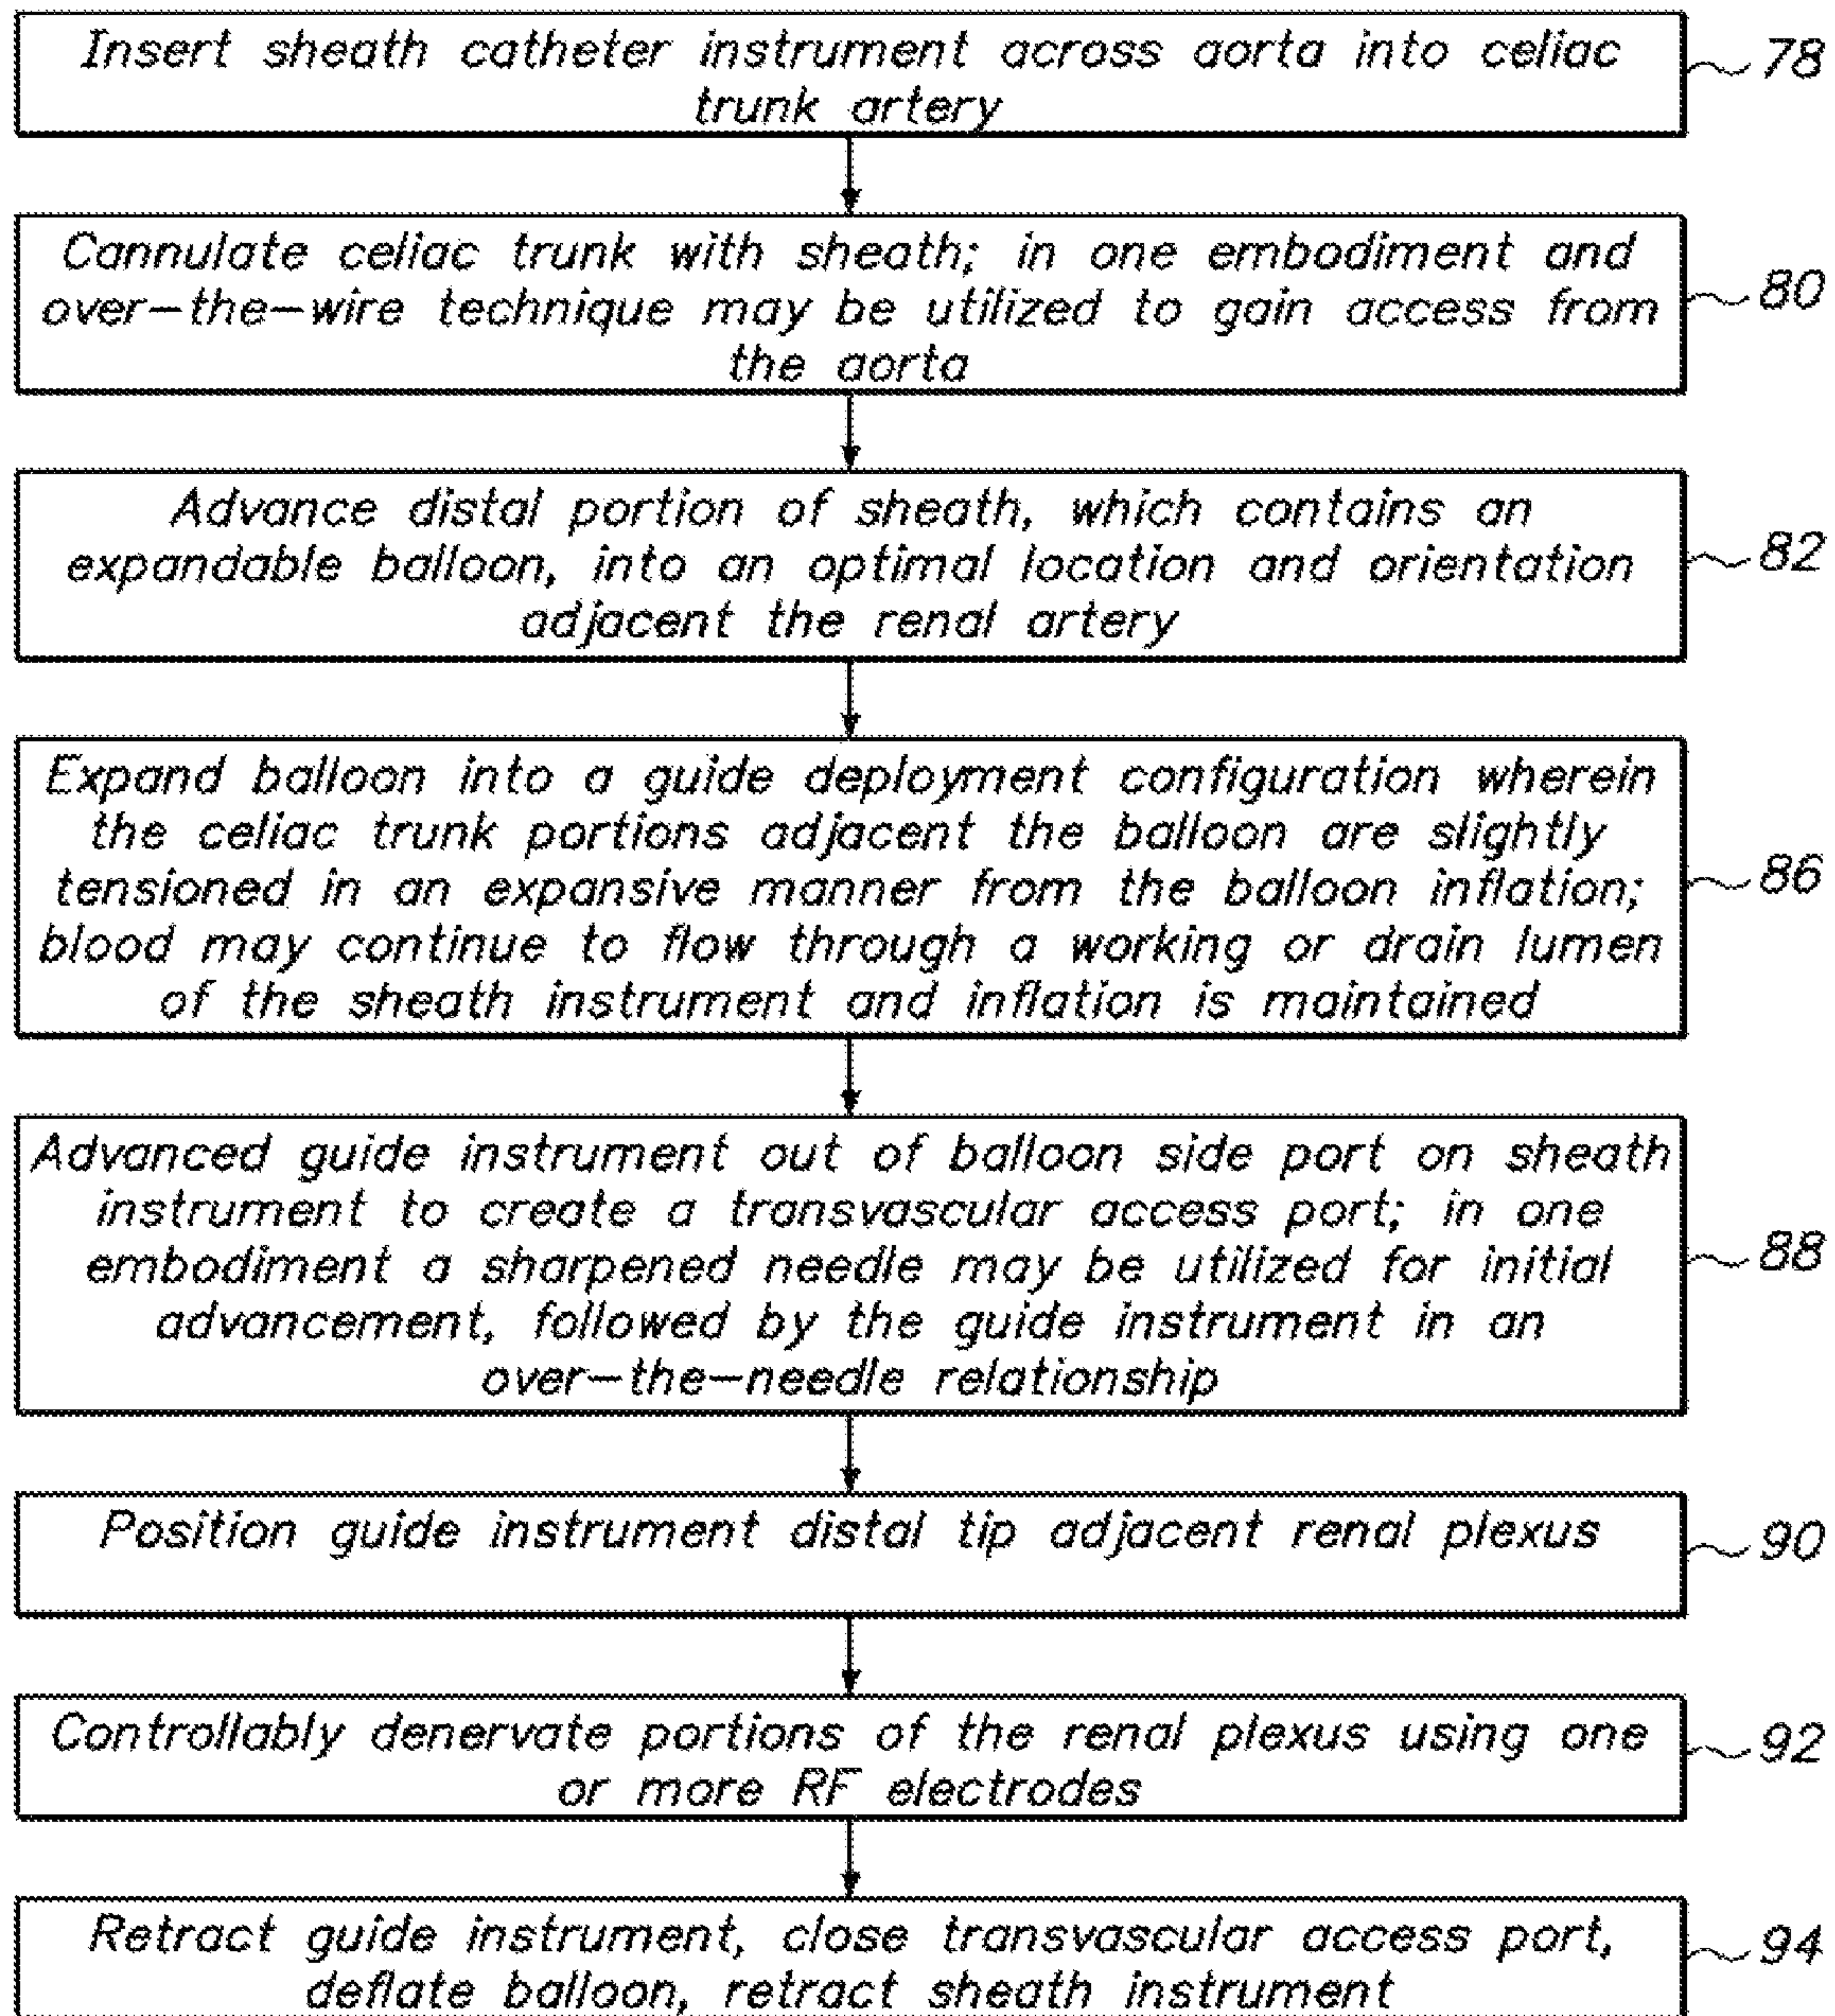 Insert sheath catheter instrument across aorta into celiac
trunk artery
78
Cannulate celiac trunk with sheath; in one embodiment and
over-the-wire technique may be utilized to gain access from
the aorta
80
Advance distal portion of sheath, which contains an
expandable balloon, into an optimal location and orientation
adjacent the renal artery
82
Expand balloon into a guide deployment configuration wherein
the celiac trunk portions adjacent the balloon are slightly
tensioned in an expansive manner from the balloon inflation;
blood may continue to flow through a working or drain lumen
of the sheath instrument and inflation is maintained
86
Advanced guide instrument out of balloon side port on sheath
instrument to create a transvascular access port; in one
embodiment a sharpened needle may be utilized for initial
advancement, followed by the guide instrument in an
over-the-needle relationship
88
Position guide instrument distal tip adjacent renal plexus
90
Controllably denervate portions of the renal plexus using one
or more RF electrodes
92
Retract guide instrument, close transvascular access port,
deflate balloon, retract sheath instrument
94